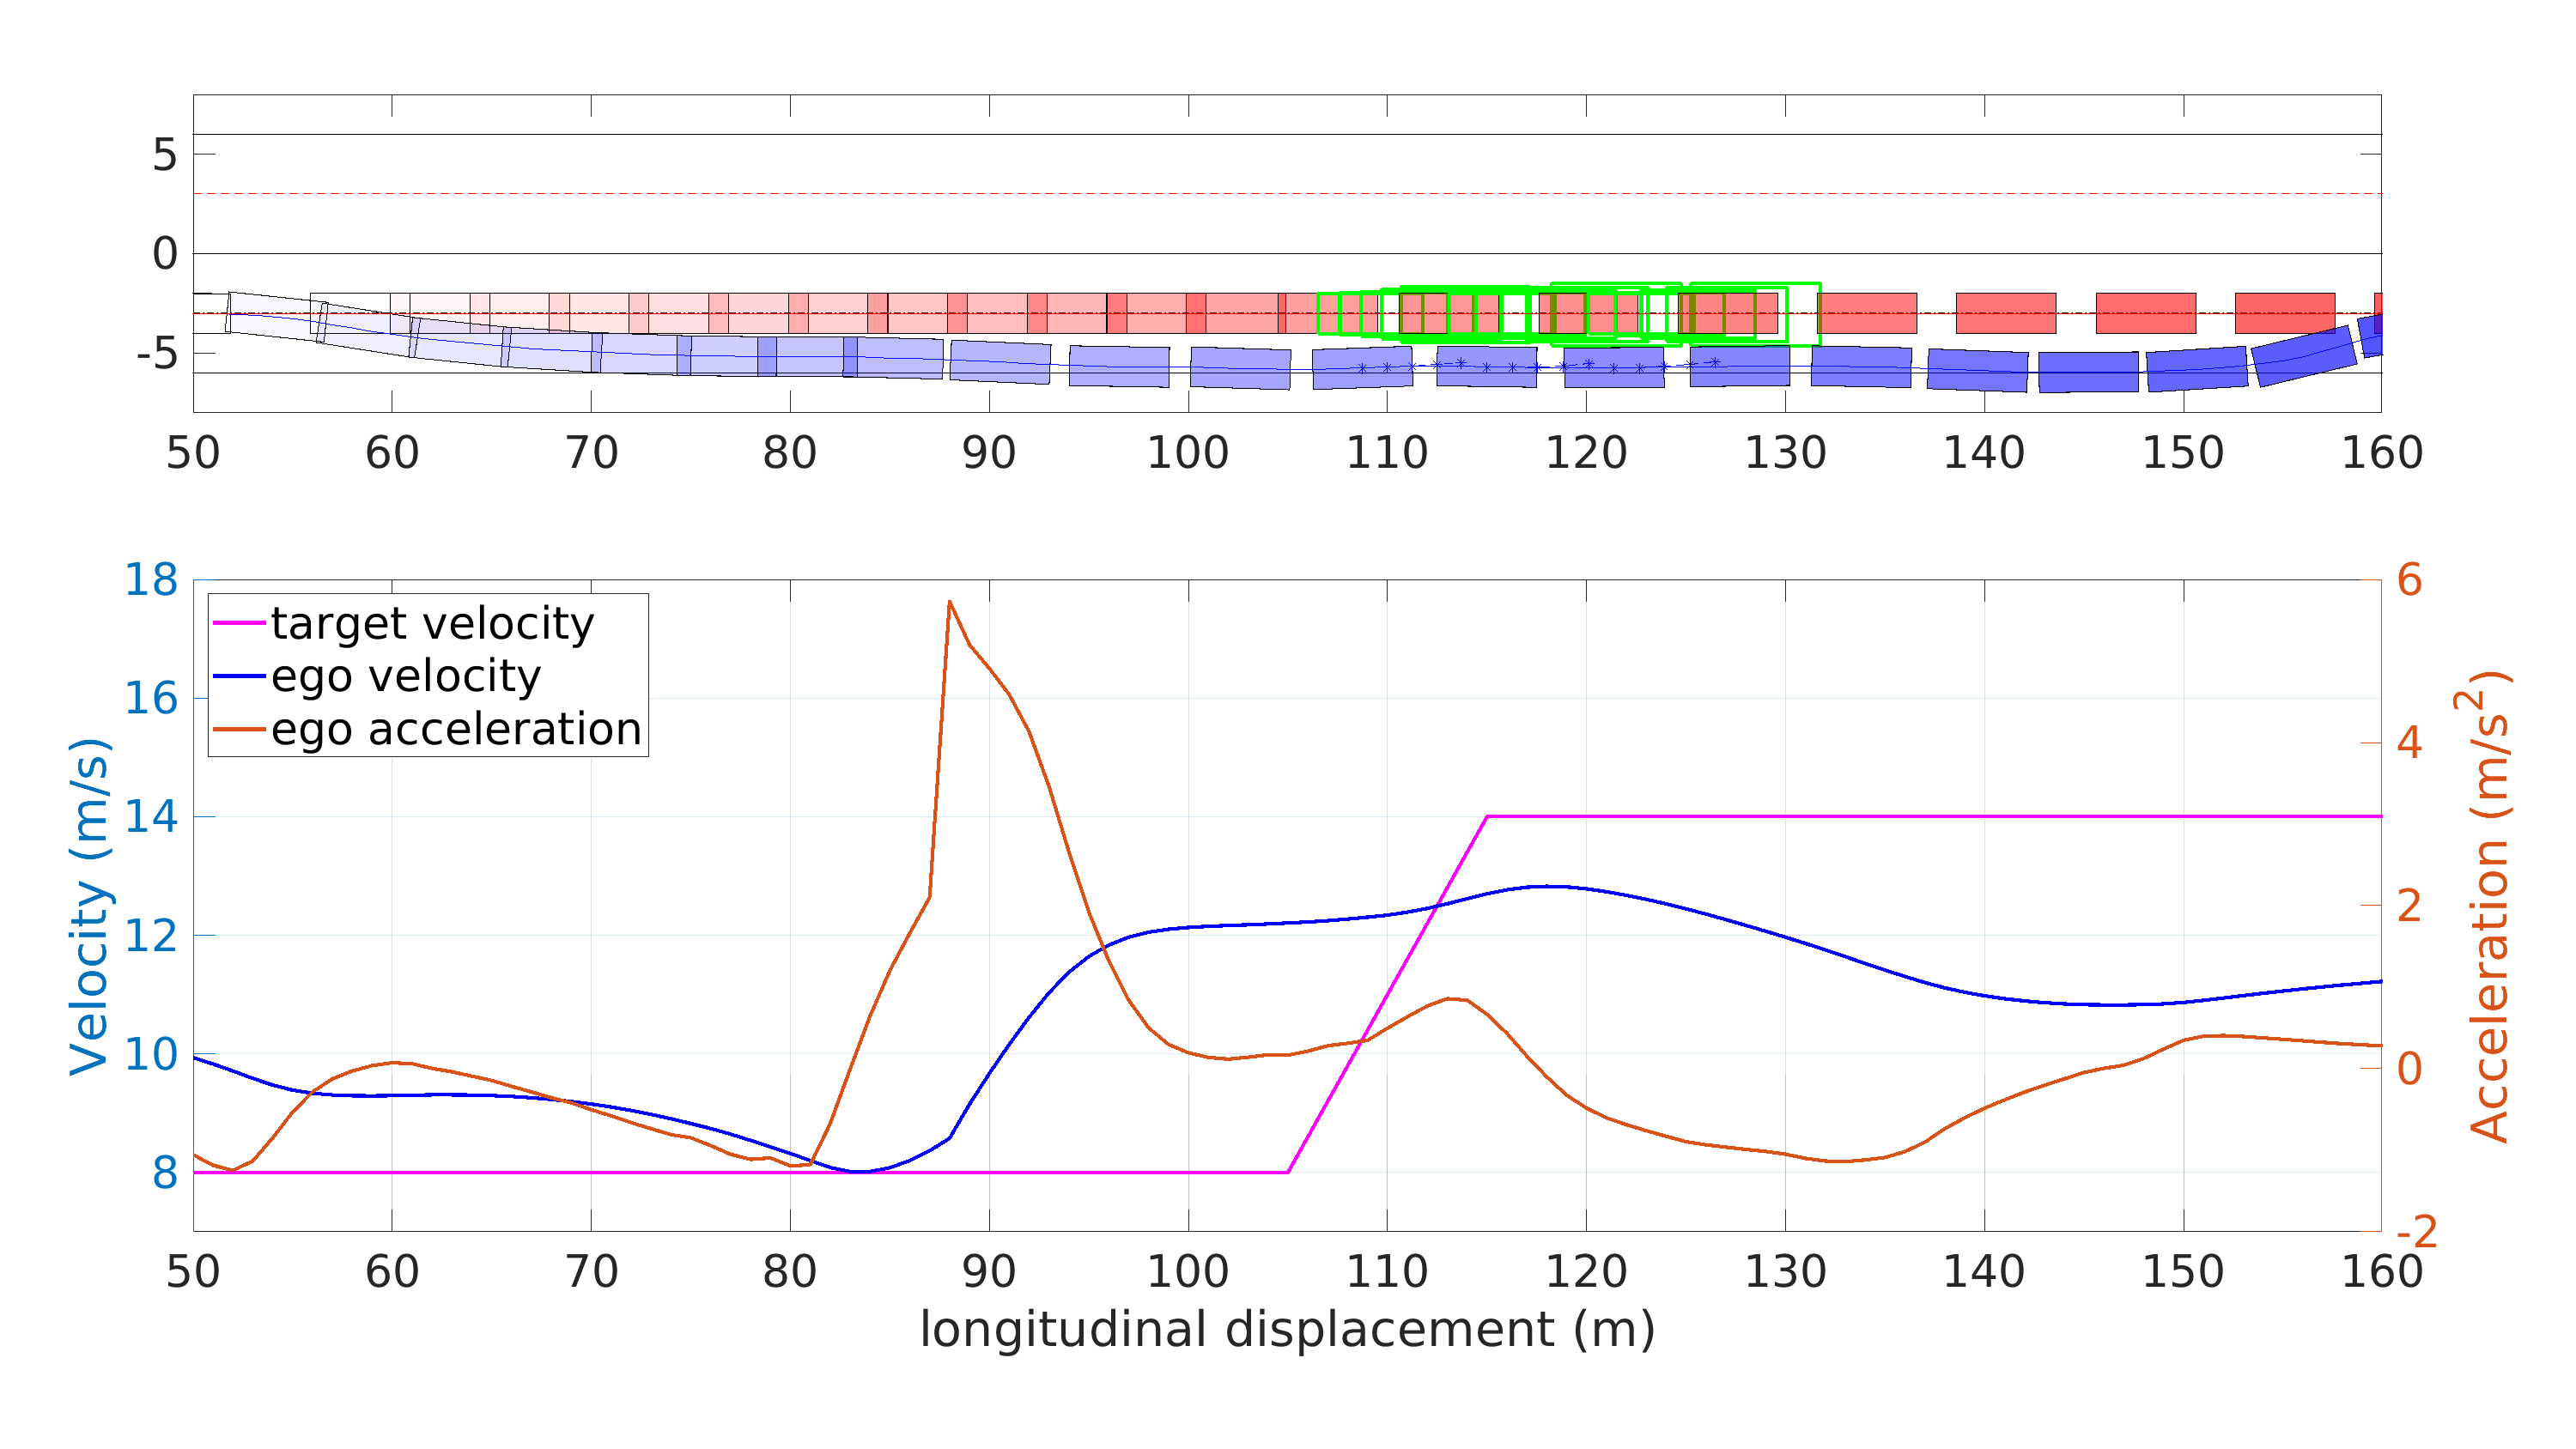 5
0
-5
50 60 70 80 90 100 110 120 130 140 150 160
18
16
14
12
10
8
Velocity (m/s)
target velocity
ego velocity
ego acceleration
6
4
2
0
-2
Acceleration (m/s²)
50 60 70 80 90 100 110 120 130 140 150 160
longitudinal displacement (m)